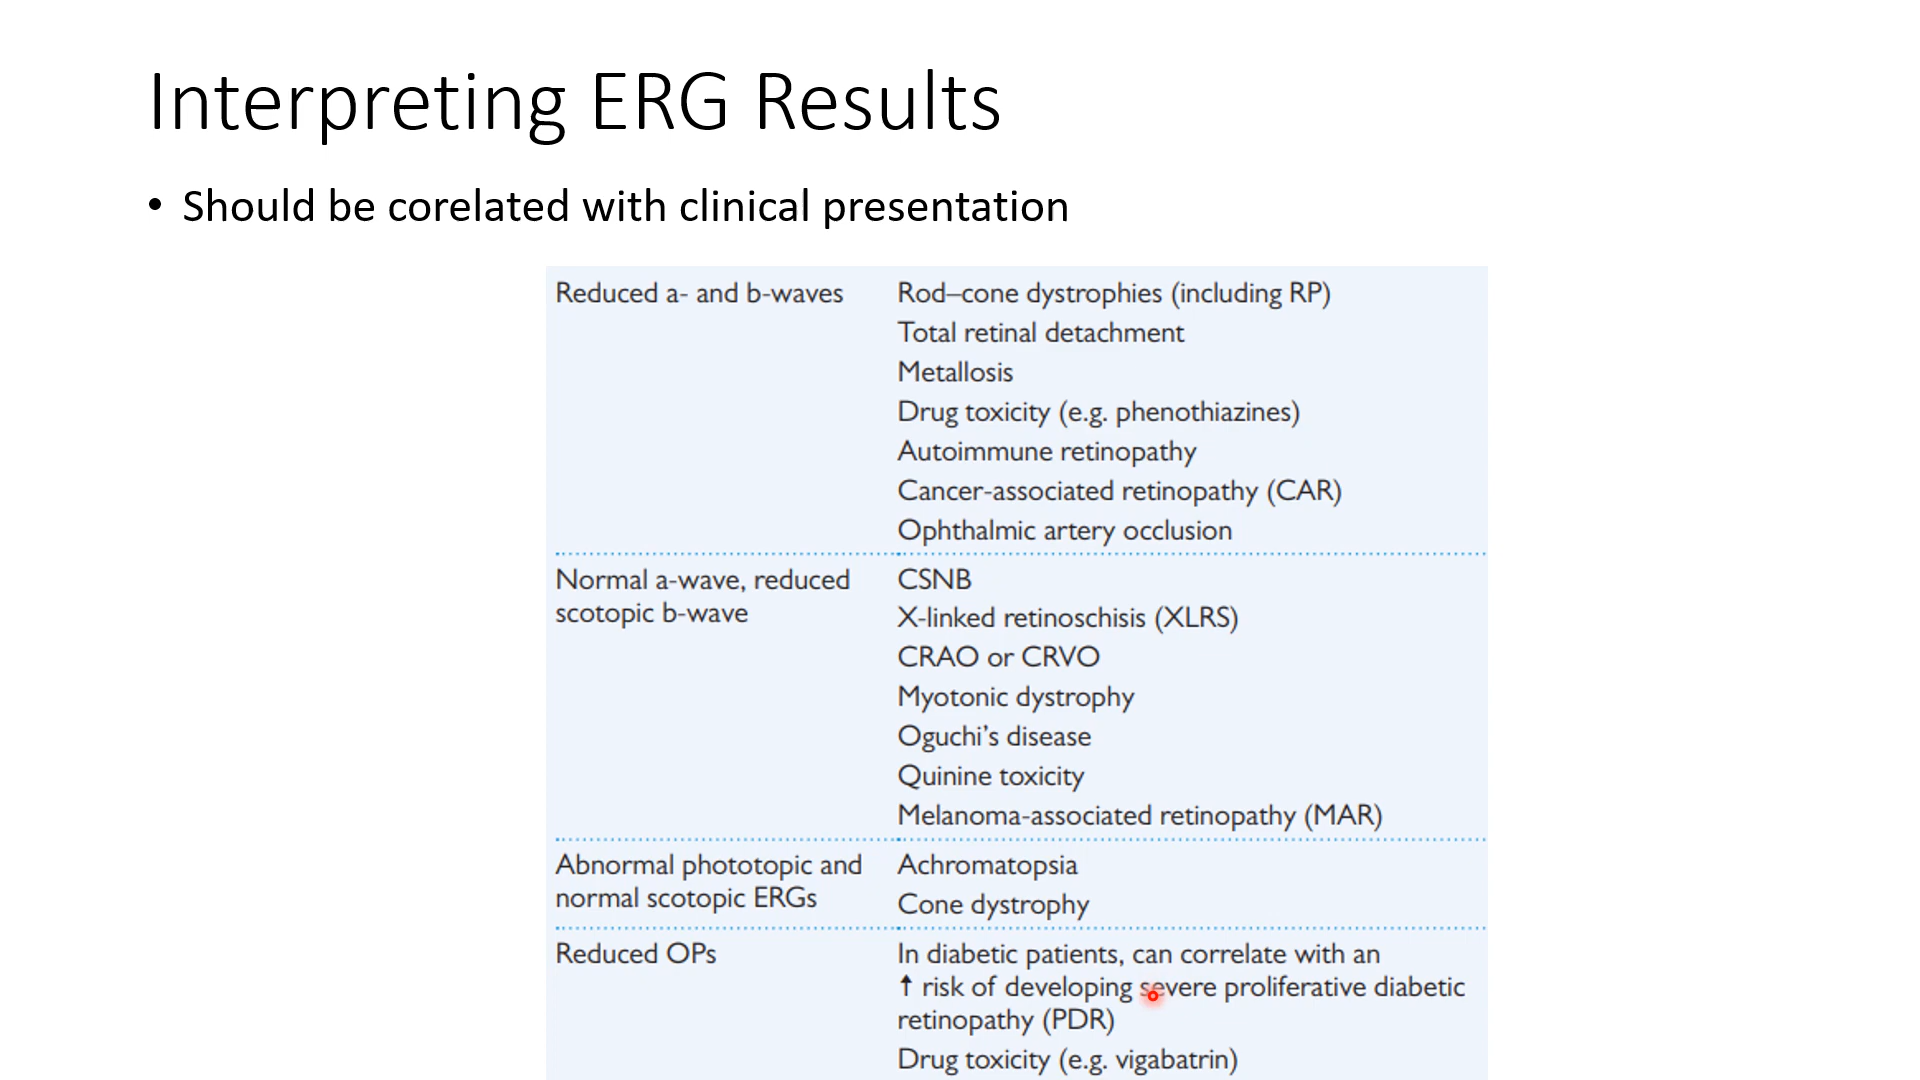 Interpreting ERG Results
• Should be corelated with clinical presentation
Reduced a- and b-waves
Rod–cone dystrophies (including RP)
Total retinal detachment
Metallosis
Drug toxicity (e.g. phenothiazines)
Autoimmune retinopathy
Cancer-associated retinopathy (CAR)
Ophthalmic artery occlusion
Normal a-wave, reduced
scotopic b-wave
CSNB
X-linked retinoschisis (XLRS)
CRAO or CRVO
Myotonic dystrophy
Oguchi’s disease
Quinine toxicity
Melanoma-associated retinopathy (MAR)
Abnormal phototopic and
normal scotopic ERGs
Achromatopsia
Cone dystrophy
Reduced OPs
In diabetic patients, can correlate with an
↑ risk of developing severe proliferative diabetic
retinopathy (PDR)
Drug toxicity (e.g. vigabatrin)